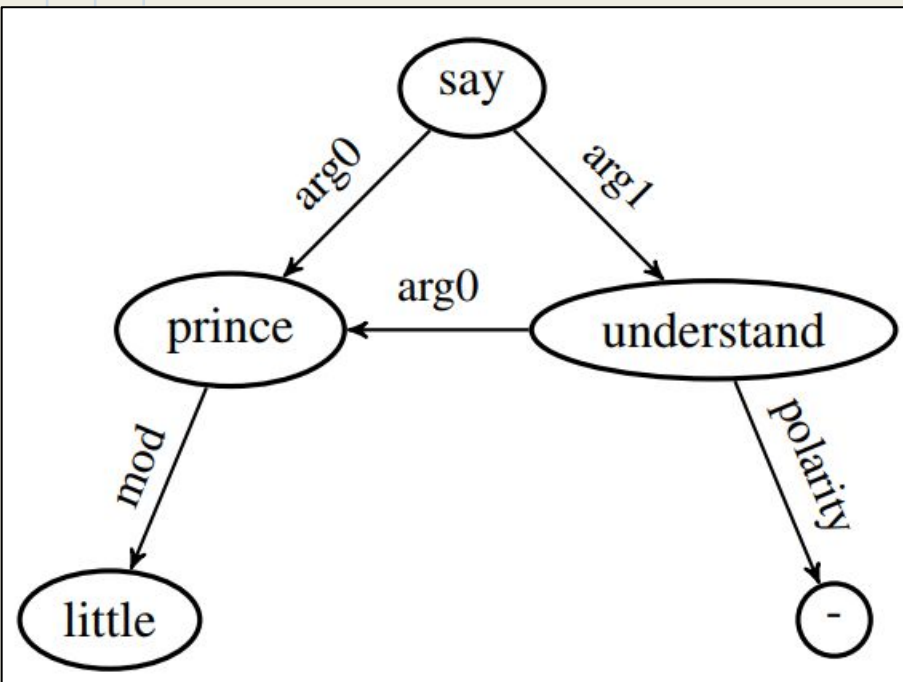 say
arg0
arg1
arg0
prince
understand
mod
polarity
little
-